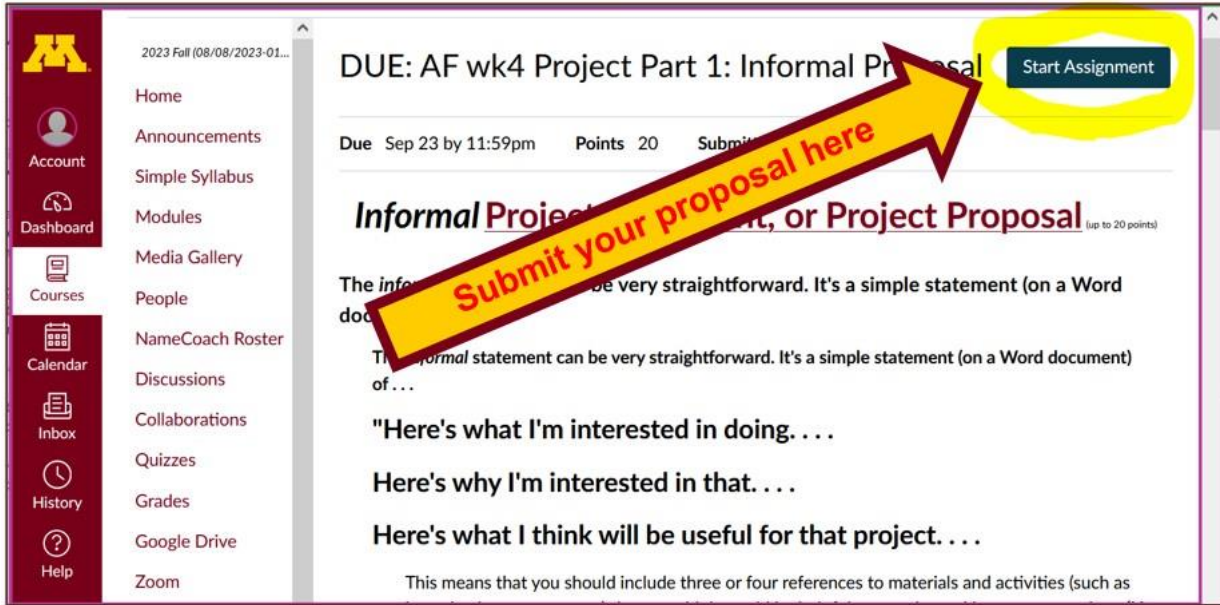 M
2023 Fall (08/08/2023-01...
Account
Dashboard
Courses
Calendar
Inbox
History
Help
Home
Announcements
Simple Syllabus
Modules
Media Gallery
People
NameCoach Roster
Discussions
Collaborations
Quizzes
Grades
Google Drive
Zoom
DUE: AF wk4 Project Part 1: Informal
Start Assignment
Due Sep 23 by 11:59pm Points 20
Submit your proposal here
Informal or Project Proposal (up to 20 points)
The be very straightforward. It's a simple statement (on a Word
statement can be very straightforward. It's a simple statement (on a Word document)
of . . .
"Here's what I'm interested in doing. . . .
Here's why I'm interested in that. . . .
Here's what I think will be useful for that project. . . .
This means that you should include three or four references to materials and activities (such as